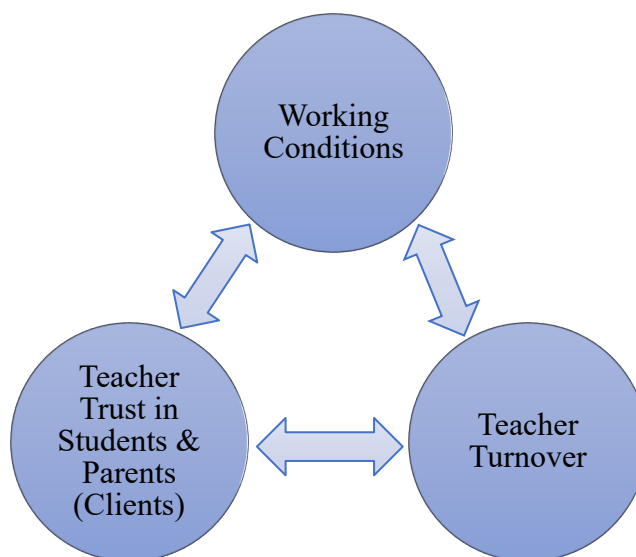 Working
Conditions
Teacher
Trust in
Students &
Parents
(Clients)
Teacher
Turnover